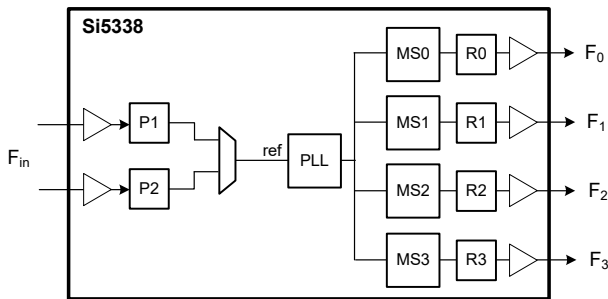 Si5338
MS0 R0 F0
P1 MS1 R1 F1
Fin ref PLL
P2 MS2 R2 F2
MS3 R3 F3